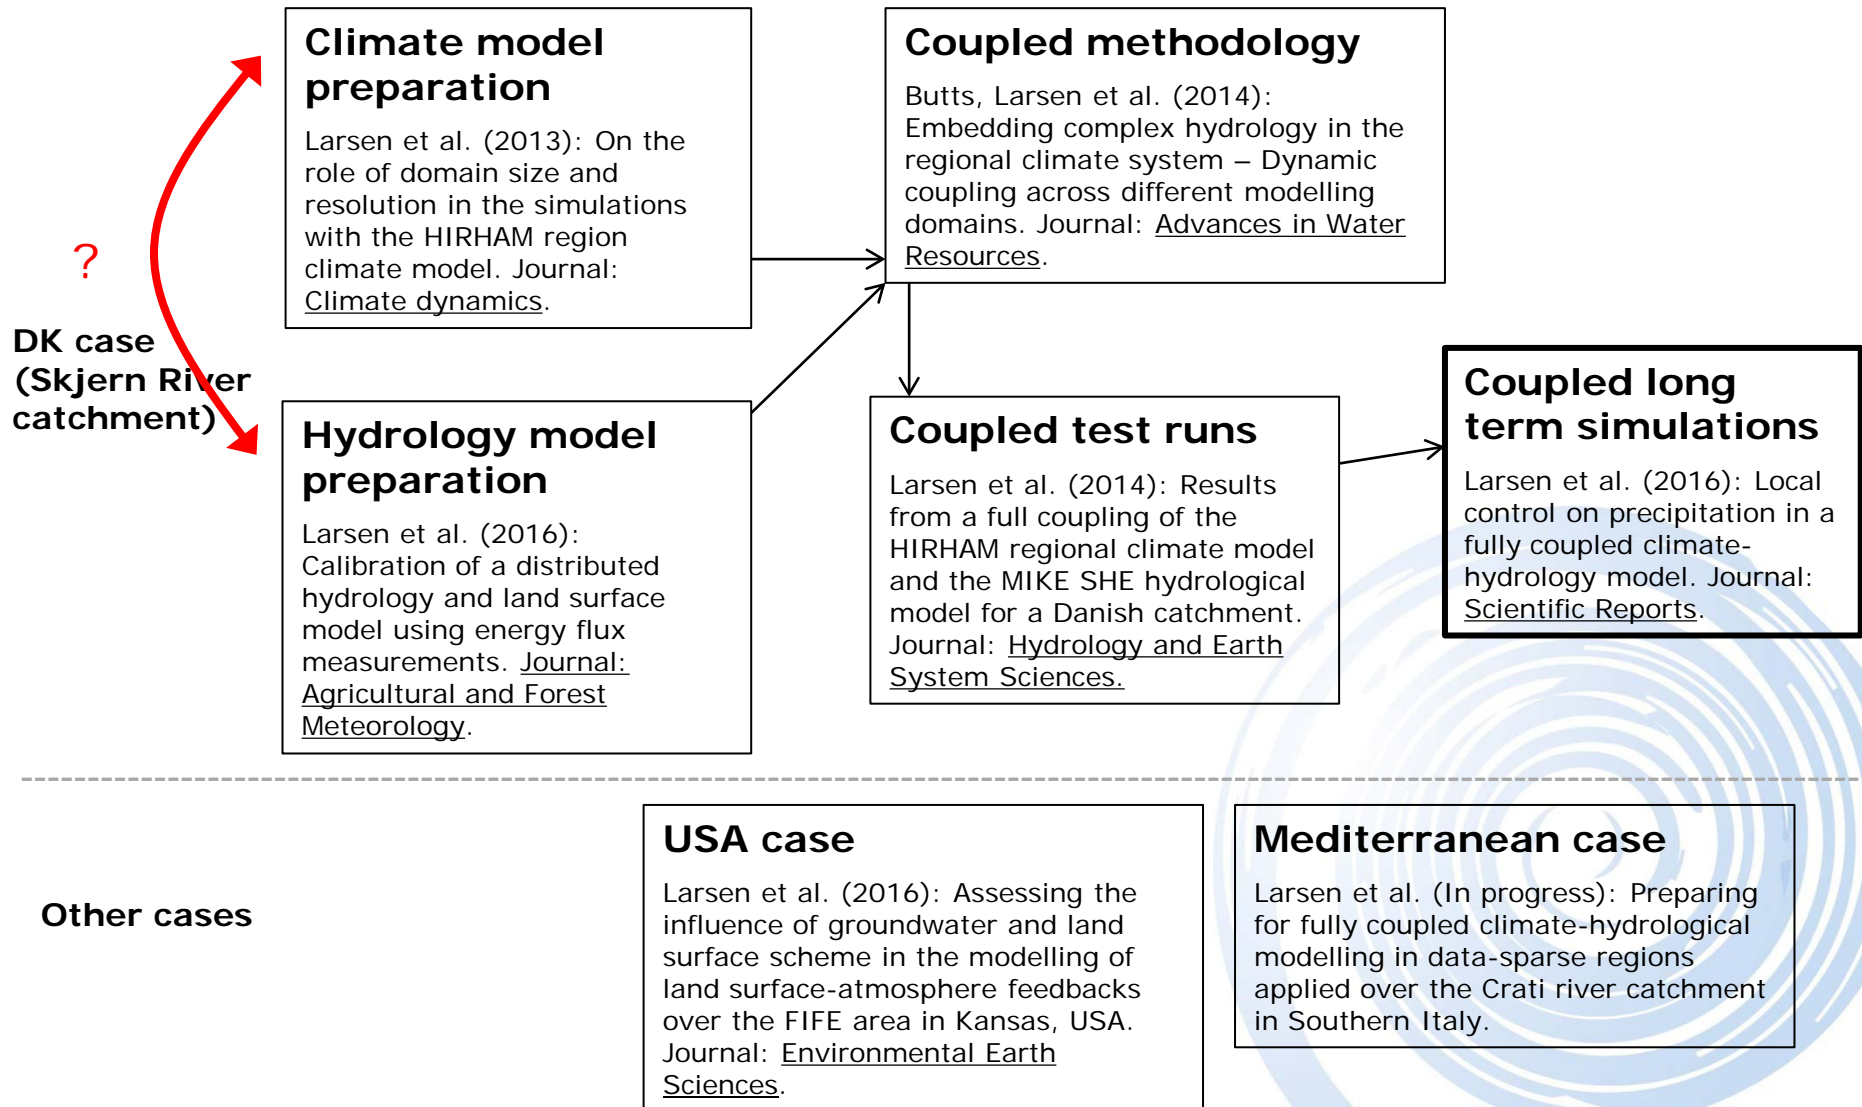 Climate model
preparation
Larsen et al. (2013): On the
role of domain size and
resolution in the simulations
with the HIRHAM region
climate model. Journal:
Climate dynamics.
Coupled methodology
Butts, Larsen et al. (2014):
Embedding complex hydrology in the
regional climate system – Dynamic
coupling across different modelling
domains. Journal: Advances in Water
Resources.
?
DK case
(Skjern River
catchment)
Hydrology model
preparation
Larsen et al. (2016):
Calibration of a distributed
hydrology and land surface
model using energy flux
measurements. Journal:
Agricultural and Forest
Meteorology.
Coupled test runs
Larsen et al. (2014): Results
from a full coupling of the
HIRHAM regional climate model
and the MIKE SHE hydrological
model for a Danish catchment.
Journal: Hydrology and Earth
System Sciences.
Coupled long
term simulations
Larsen et al. (2016): Local
control on precipitation in a
fully coupled climate-
hydrology model. Journal:
Scientific Reports.
Other cases
USA case
Larsen et al. (2016): Assessing the
influence of groundwater and land
surface scheme in the modelling of
land surface-atmosphere feedbacks
over the FIFE area in Kansas, USA.
Journal: Environmental Earth
Sciences.
Mediterranean case
Larsen et al. (In progress): Preparing
for fully coupled climate-hydrological
modelling in data-sparse regions
applied over the Crati river catchment
in Southern Italy.